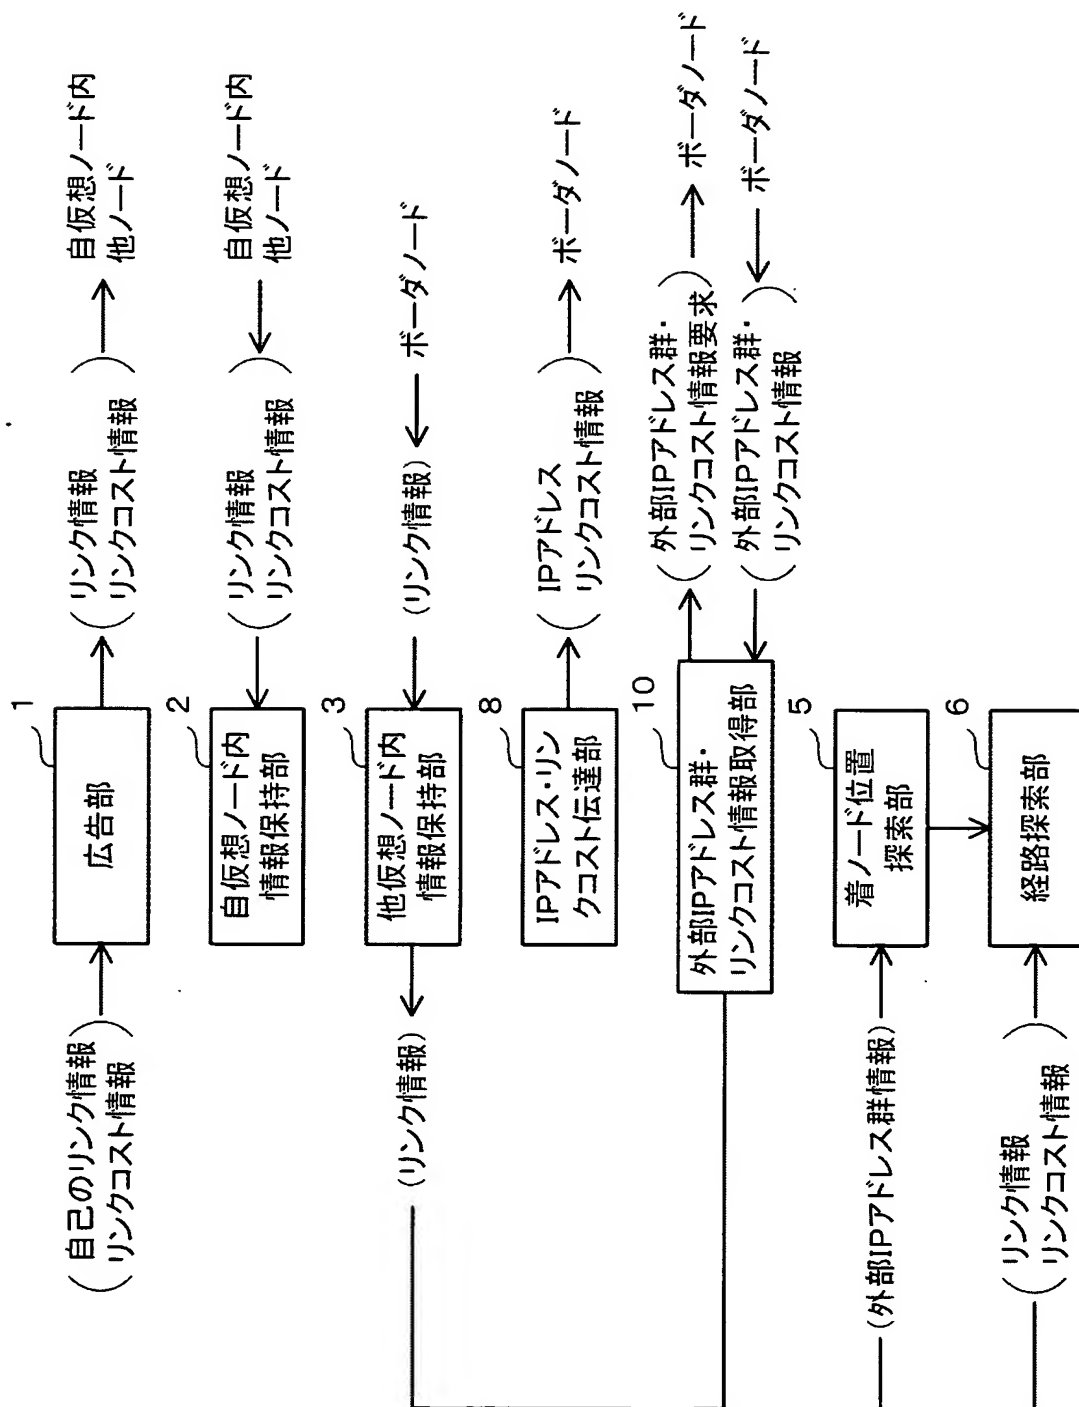 自己のリンク情報
リンクコスト情報
1
広告部
リンク情報
リンクコスト情報
自仮想ノード内
他ノード
2
自仮想ノード内
情報保持部
リンク情報
リンクコスト情報
自仮想ノード内
他ノード
(リンク情報)
3
他仮想ノード内
情報保持部
(リンク情報)
ボーダノード
8
IPアドレス・リン
クコスト伝達部
IPアドレス
リンクコスト情報
ボーダノード
10
外部IPアドレス群・
リンクコスト情報取得部
外部IPアドレス群・
リンクコスト情報要求
ボーダノード
外部IPアドレス群・
リンクコスト情報
ボーダノード
(外部IPアドレス群情報)
5
着ノード位置
探索部
リンク情報
リンクコスト情報
6
経路探索部